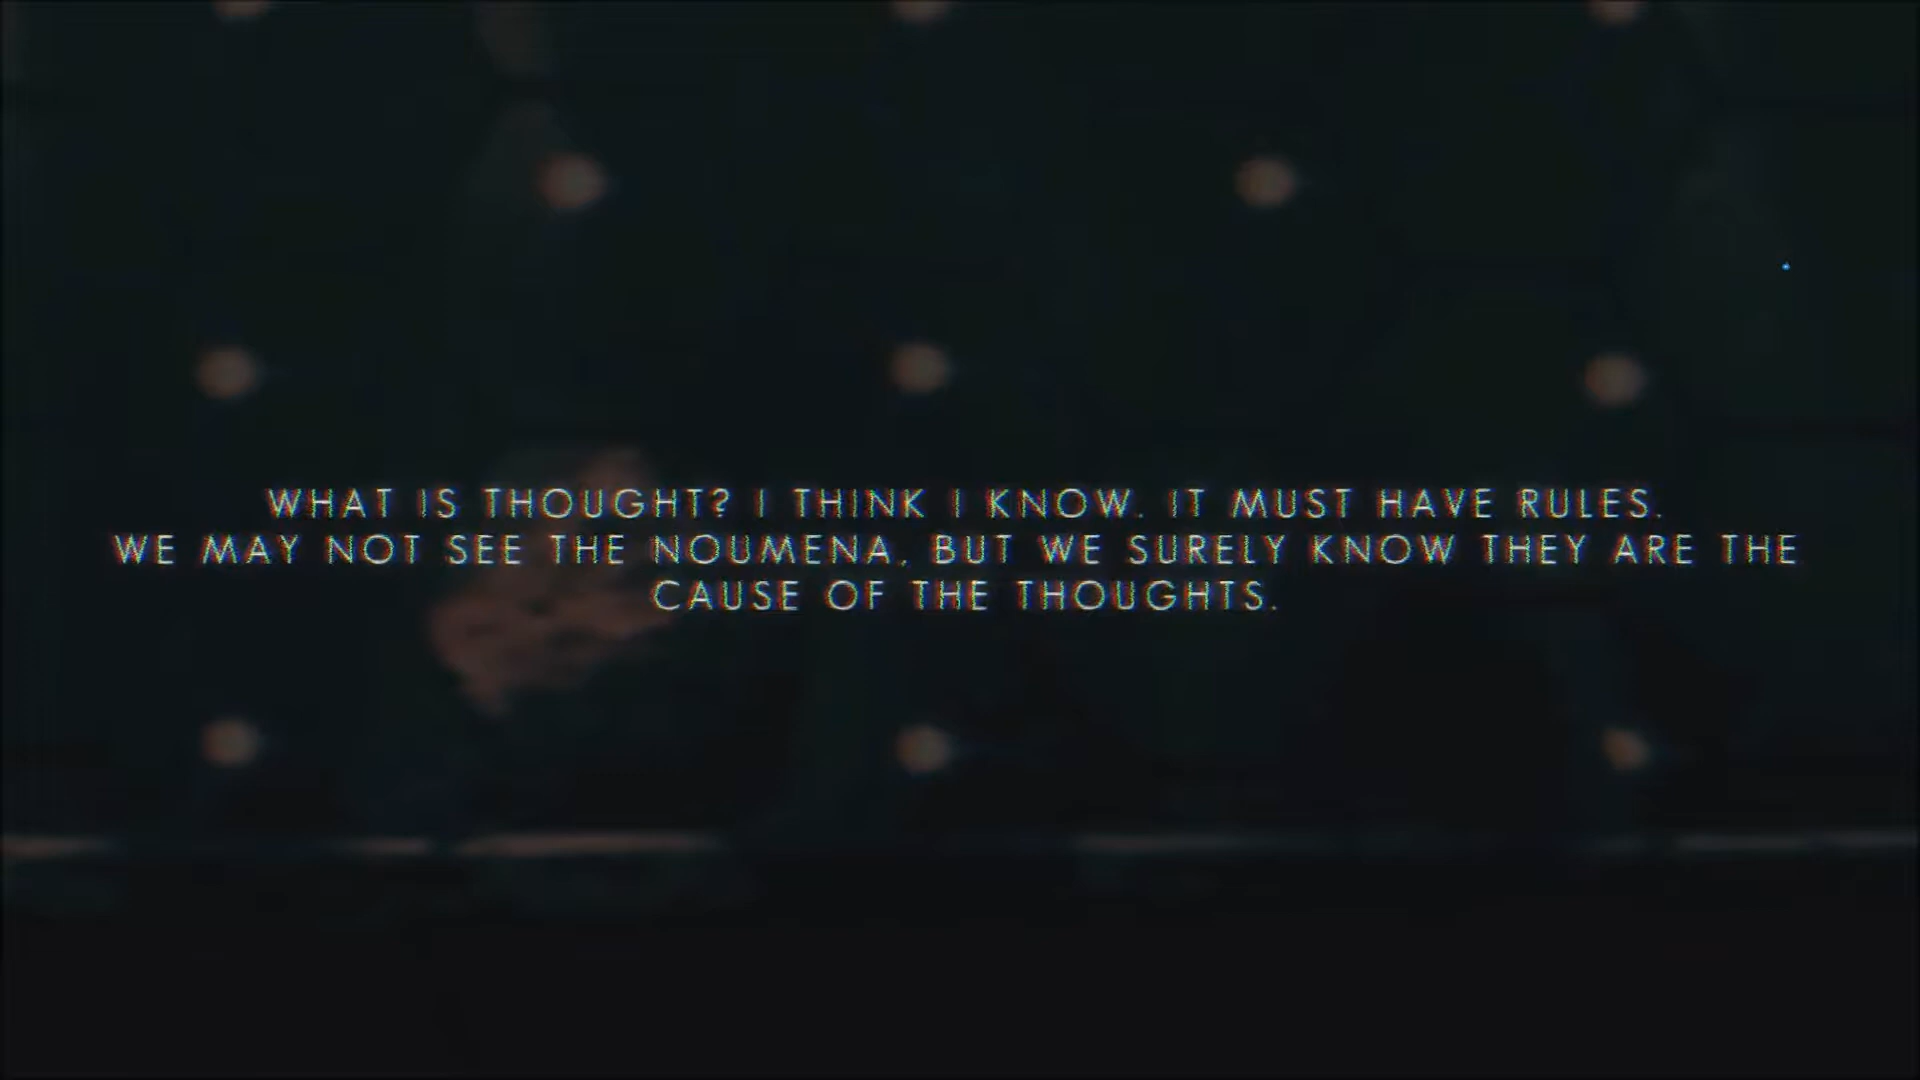 WHAT IS THOUGHT? I THINK I KNOW. IT MUST HAVE RULES.
WE MAY NOT SEE THE NOUMENA, BUT WE SURELY KNOW THEY ARE THE
CAUSE OF THE THOUGHTS.